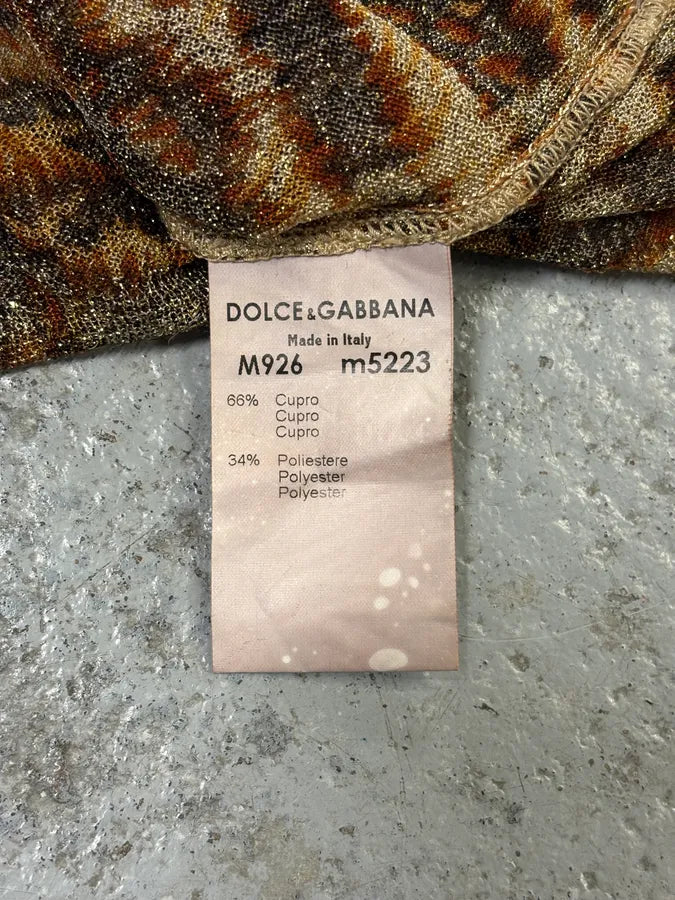 DOLCE&GABBANA
Made in Italy
M926 m5223
66% Cupro
Cupro
Cupro
34% Poliestere
Polyester
Polyester